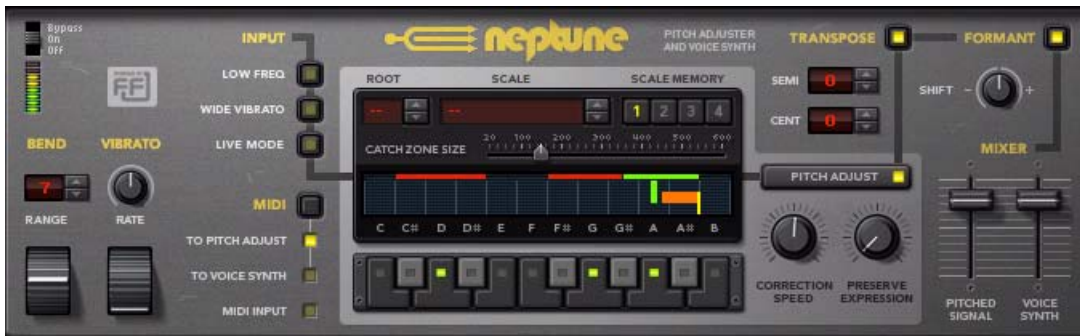 Bypass
On
Off
INPUT
LOW FREQ
WIDE VIBRATO
LIVE MODE
BEND
VIBRATO
7
RANGE
RATE
MIDI
TO PITCH ADJUST
TO VOICE SYNTH
MIDI INPUT
neptune
PITCH ADJUSTER
AND VOICE SYNTH
ROOT
SCALE
SCALE MEMORY
--
--
1 2 3 4
CATCH ZONE SIZE
20 100 200 300 400 500 600
C C# D D# E F F# G G# A A# B
TRANSPOSE
SEMI
0
CENT
0
FORMANT
SHIFT
- +
PITCH ADJUST
CORRECTION
SPEED
PRESERVE
EXPRESSION
MIXER
PITCHED
SIGNAL
VOICE
SYNTH